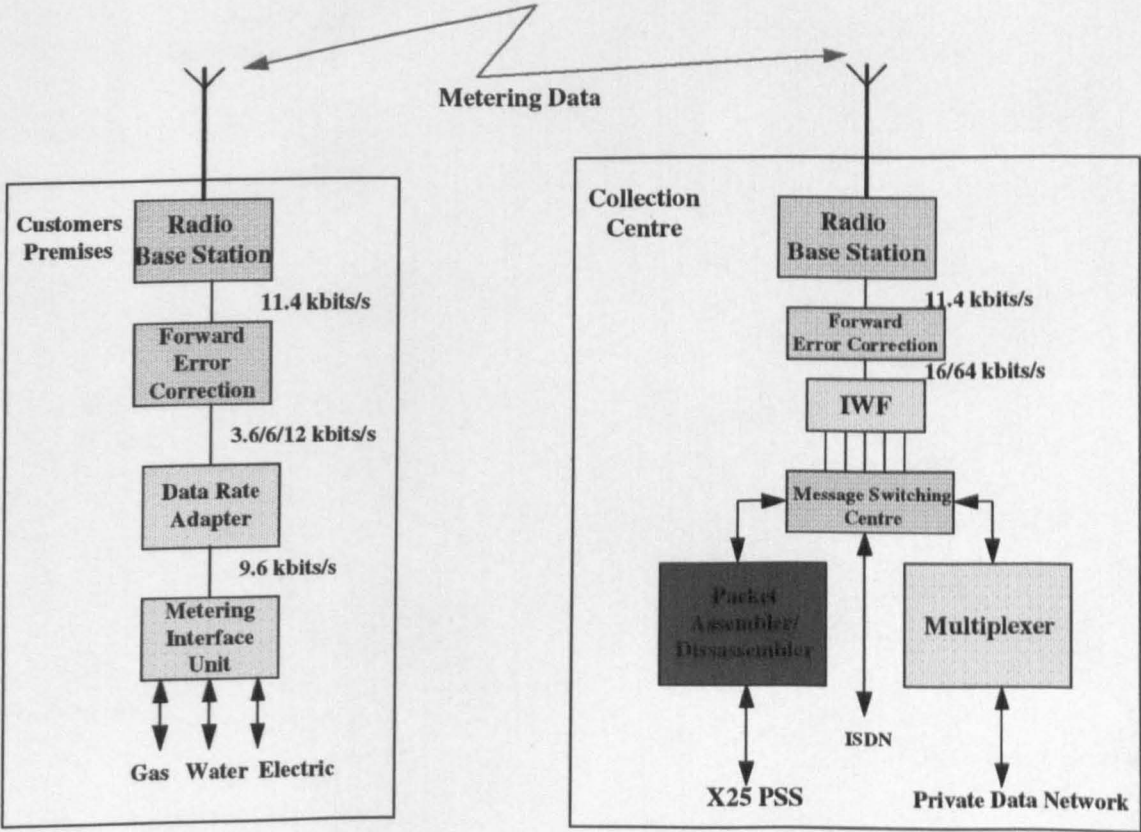 Metering Data
Customers
Premises
Radio
Base Station
11.4 kbits/s
Forward
Error
Correction
3.6/6/12 kbits/s
Data Rate
Adapter
9.6 kbits/s
Metering
Interface
Unit
Gas Water Electric
Collection
Centre
Radio
Base Station
11.4 kbits/s
Forward
Error Correction
16/64 kbits/s
IWF
Message Switching
Centre
Packet
Assembler/
Dissassembler
Multiplexer
ISDN
X25 PSS
Private Data Network